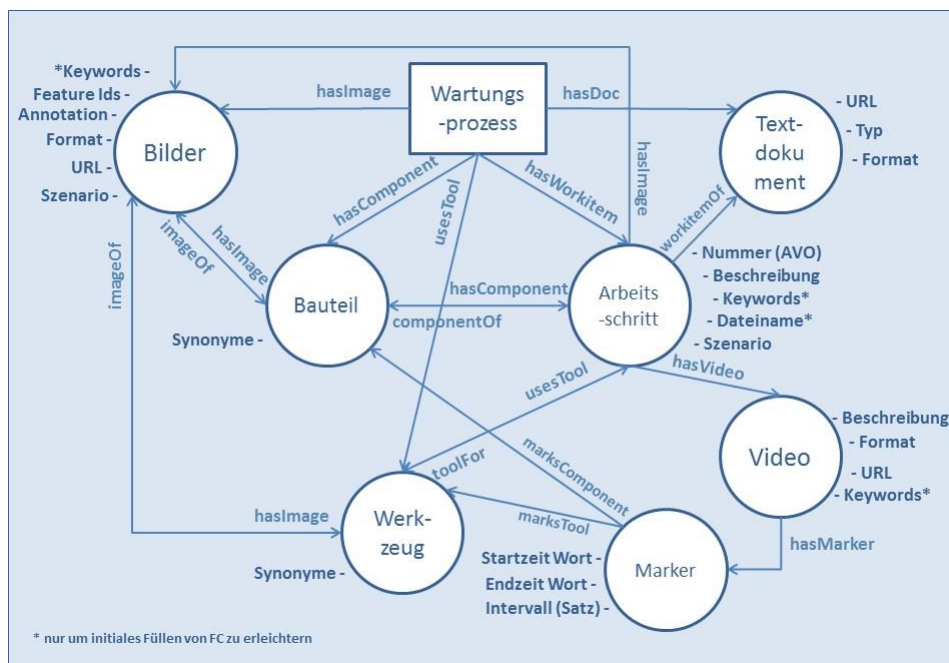 *Keywords -
Feature Ids -
Annotation -
Format -
URL -
Szenario -
Bilder
hasImage
Wartungs
-prozess
hasDoc
Text-
doku
ment
- URL
- Typ
- Format
hasImage
hasComponent
usesTool
hasWorkitem
workitemOf
imageOf
imageOf
hasImage
Bauteil
Synonyme -
hasComponent
componentOf
Arbeits
-schritt
- Nummer (AVO)
- Beschreibung
- Keywords*
- Dateiname*
- Szenario
hasVideo
usesTool
toolFor
marksComponent
marksTool
Video
- Beschreibung
- Format
- URL
- Keywords*
hasMarker
hasImage
Werk-
zeug
Synonyme -
Marker
Startzeit Wort -
Endzeit Wort -
Intervall (Satz) -
* nur um initiales Füllen von FC zu erleichtern